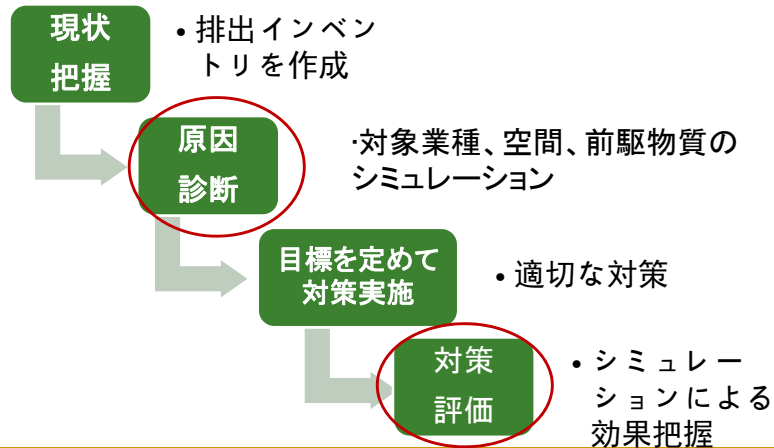 現状
把握
• 排出インベン
トリを作成
原因
診断
·対象業種、空間、前駆物質の
シミュレーション
目標を定めて
対策実施
• 適切な対策
対策
評価
• シミュレー
ションによる
効果把握